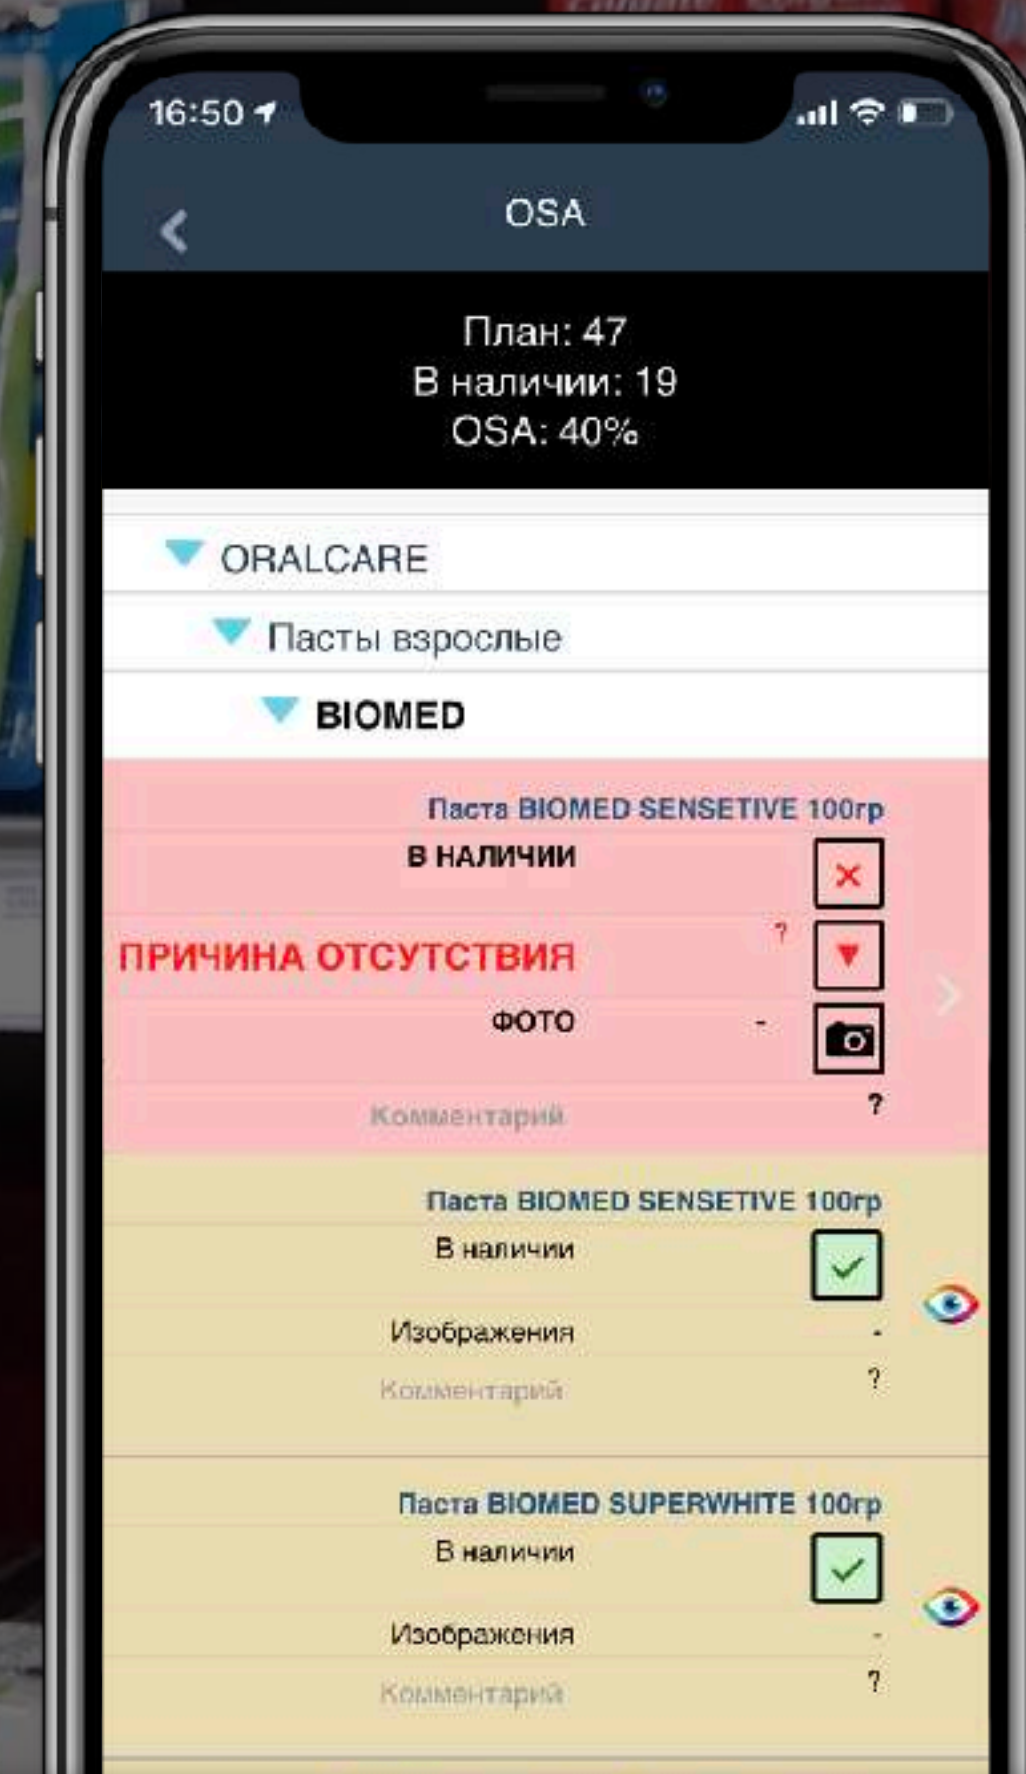 16:50
OSA
План: 47
В наличии: 19
OSA: 40%
ORALCARE
Пасты взрослые
BIOMED
Паста BIOMED SENSETIVE 100гр
В НАЛИЧИИ
ПРИЧИНА ОТСУТСТВИЯ ?
ФОТО -
Комментарий ?
Паста BIOMED SENSETIVE 100гр
В наличии
Изображения -
Комментарий ?
Паста BIOMED SUPERWHITE 100гр
В наличии
Изображения -
Комментарий ?